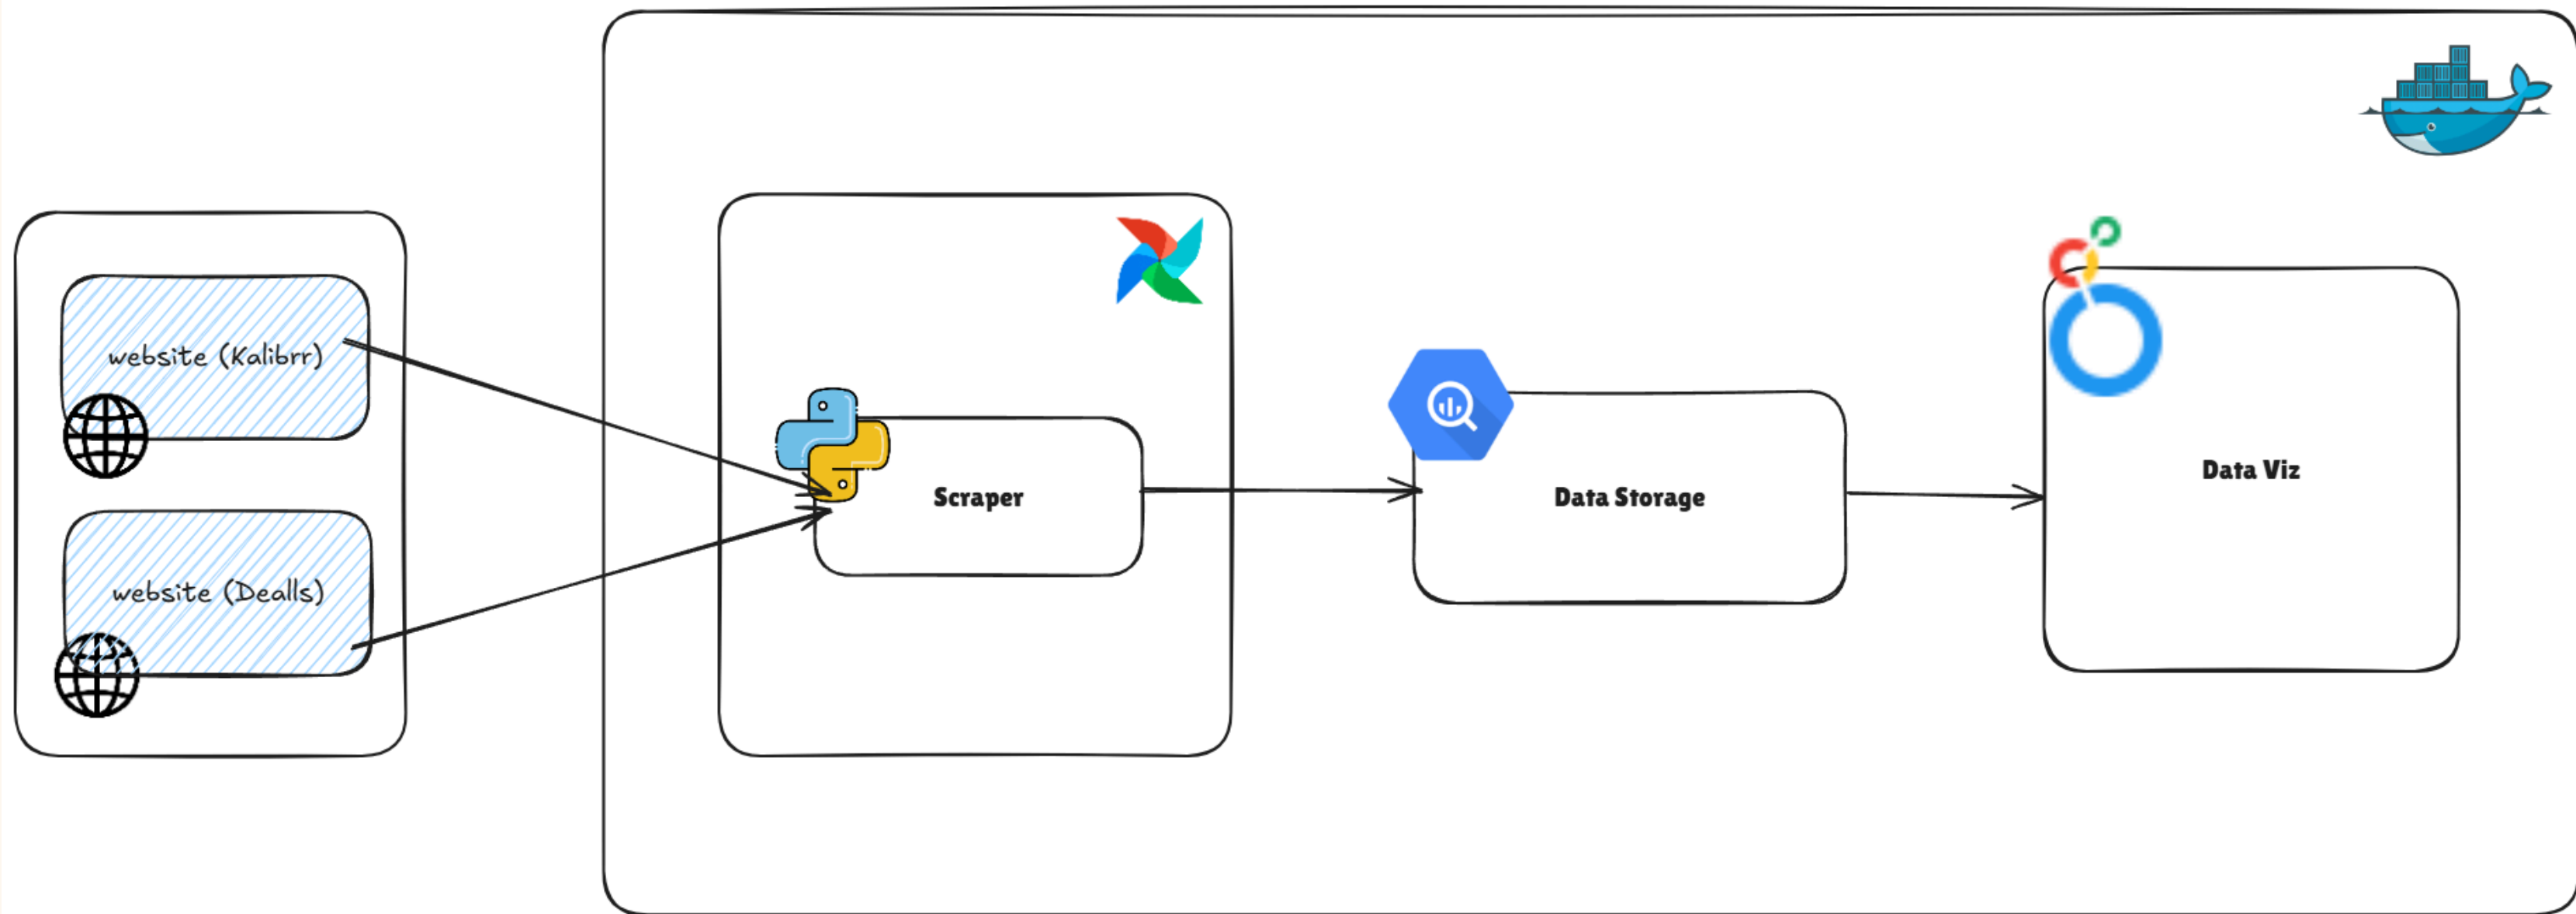 website (Kalibrr)
website (Dealls)
Scraper
Data Storage
Data Viz